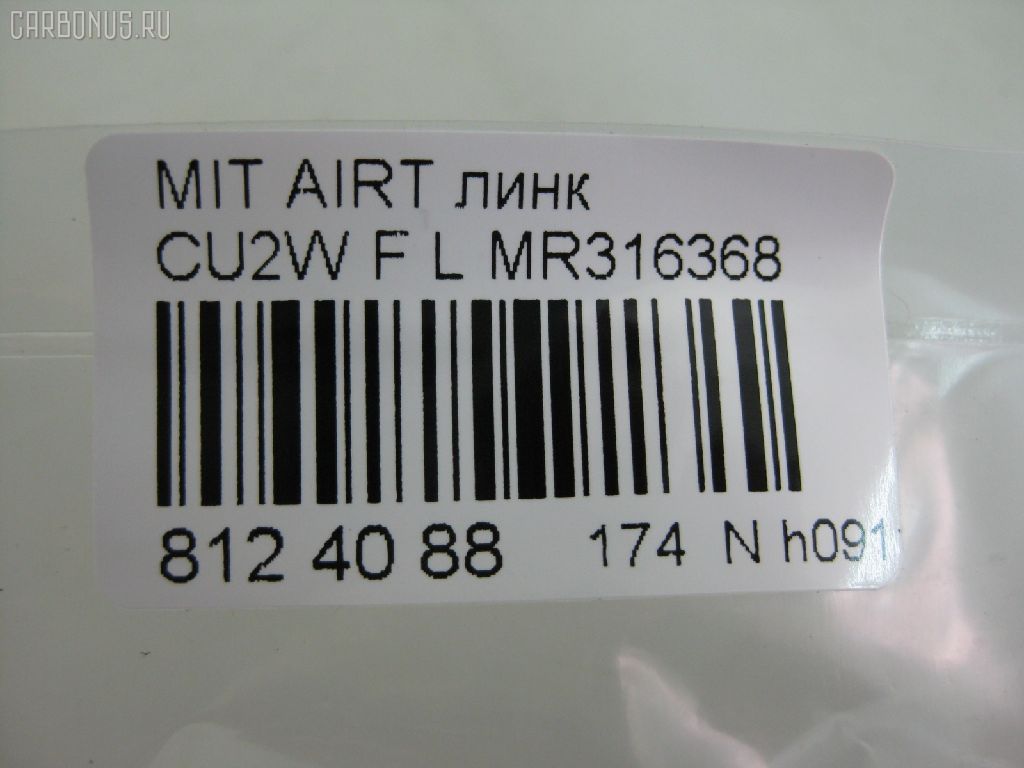 CARBONUS.RU
MIT AIRT линк
CU2W F L MR316368
812 40 88 174 N h091